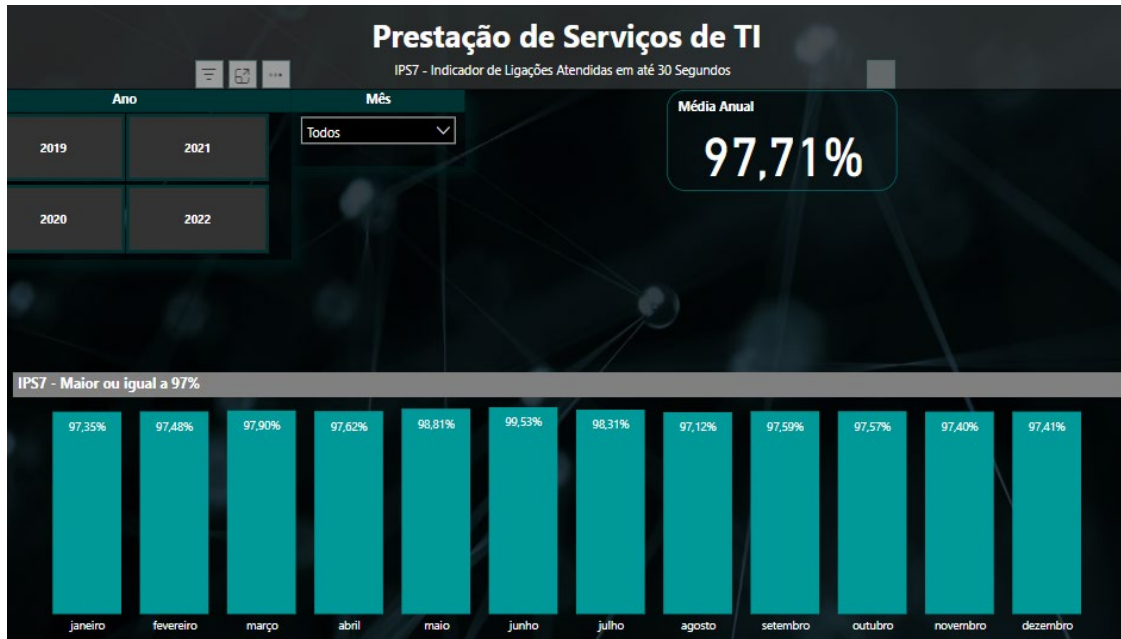 Prestação de Serviços de TI
IPS7 - Indicador de Ligações Atendidas em até 30 Segundos
Ano
Mês
2019
2021
2020
2022
Todos
Média Anual
97,71%
IPS7 - Maior ou igual a 97%
97,35% 97,48% 97,90% 97,62% 98,81% 99,53% 98,31% 97,12% 97,59% 97,57% 97,40% 97,41%
janeiro fevereiro março abril maio junho julho agosto setembro outubro novembro dezembro